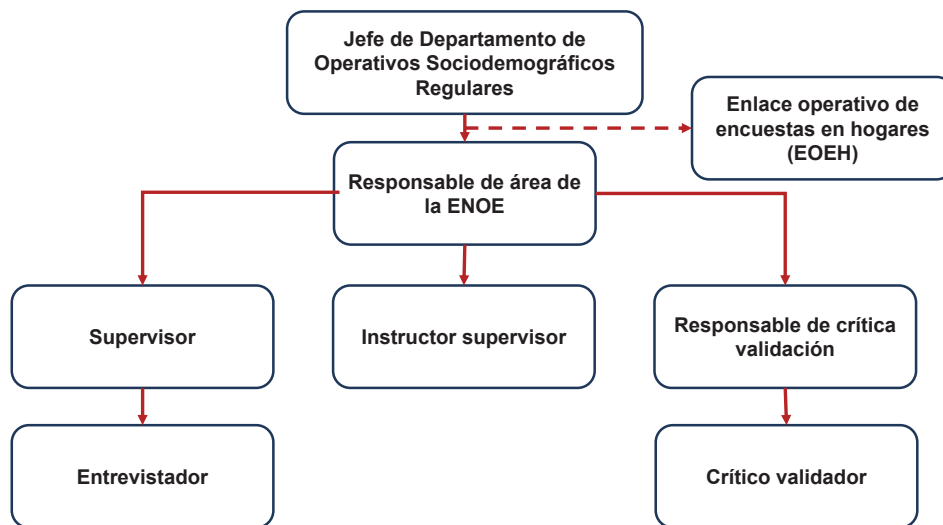 Jefe de Departamento de
Operativos Sociodemográficos
Regulares
Enlace operativo de
encuestas en hogares
(EOEH)
Responsable de área de
la ENOE
Supervisor
Instructor supervisor
Responsable de crítica
validación
Entrevistador
Crítico validador